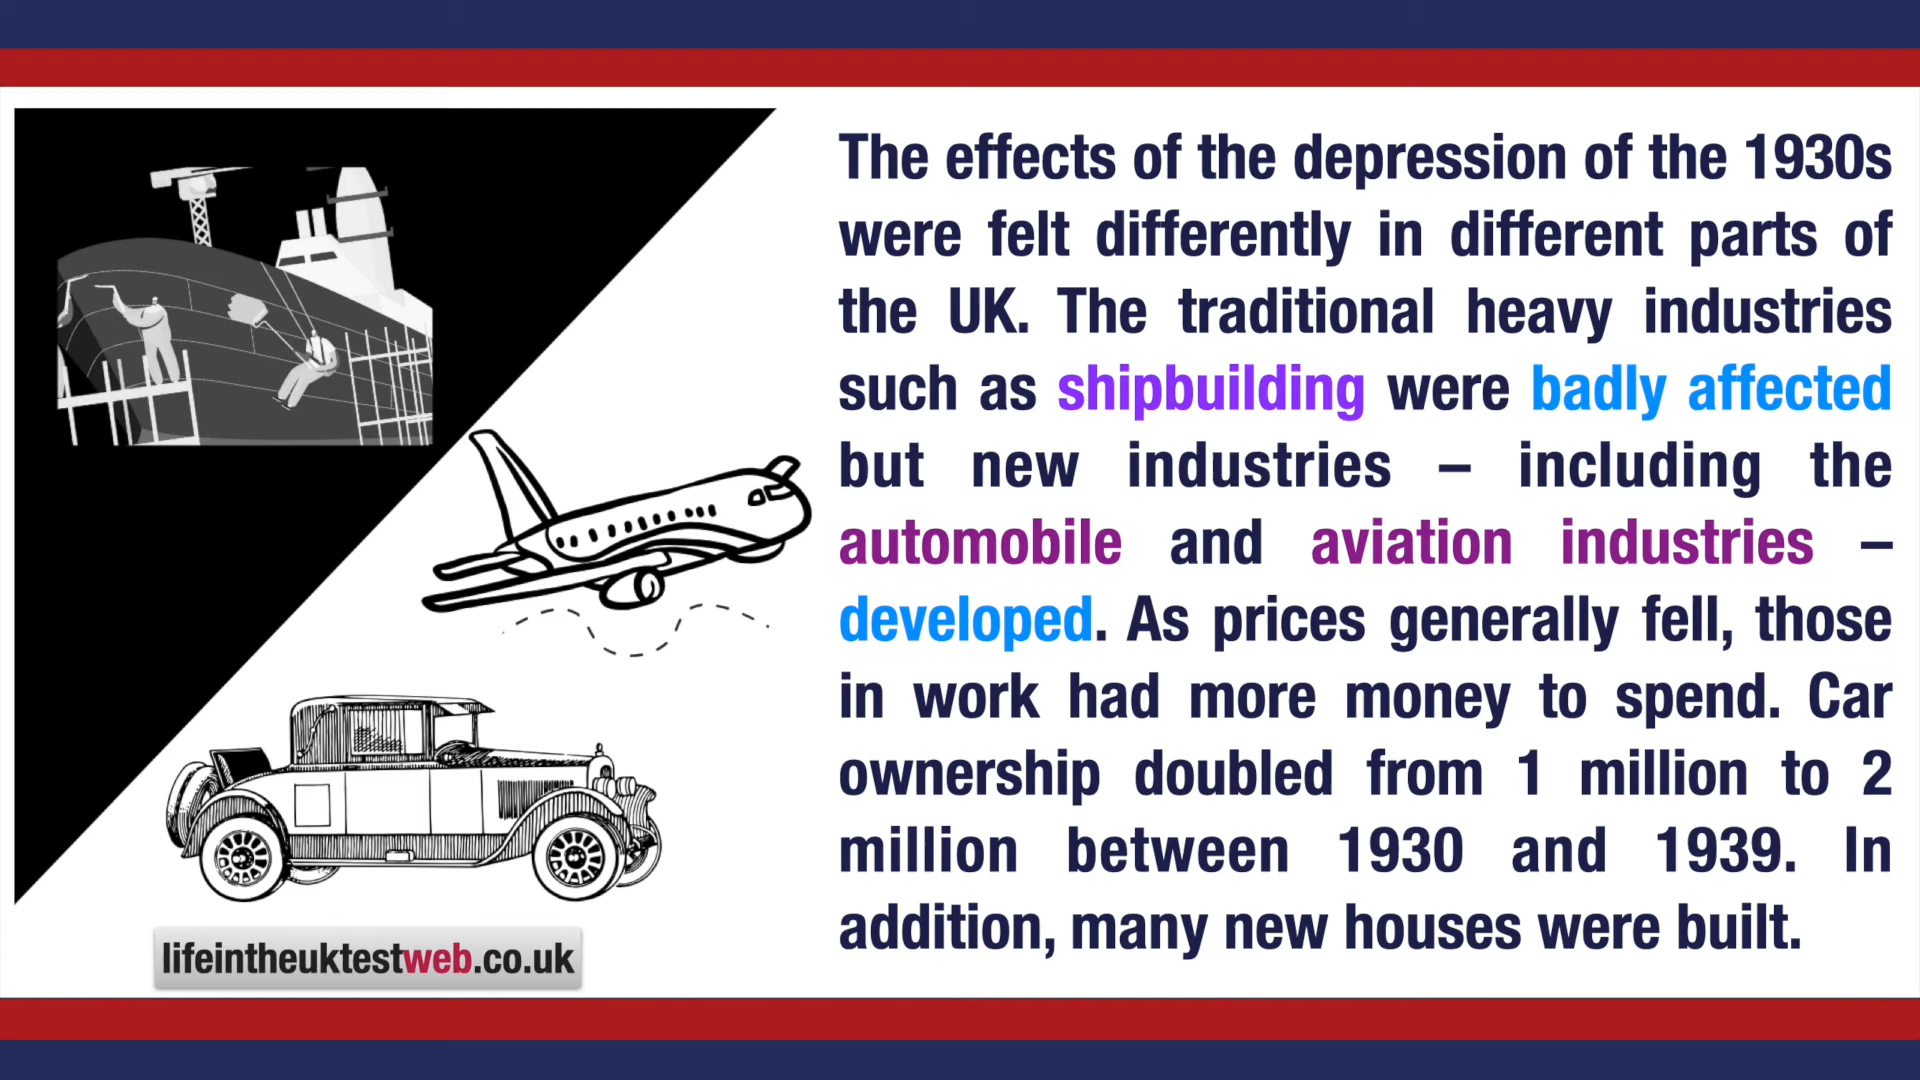 The effects of the depression of the 1930s
were felt differently in different parts of
the UK. The traditional heavy industries
such as shipbuilding were badly affected
but new industries – including the
automobile and aviation industries –
developed. As prices generally fell, those
in work had more money to spend. Car
ownership doubled from 1 million to 2
million between 1930 and 1939. In
addition, many new houses were built.
lifeintheuktestweb.co.uk